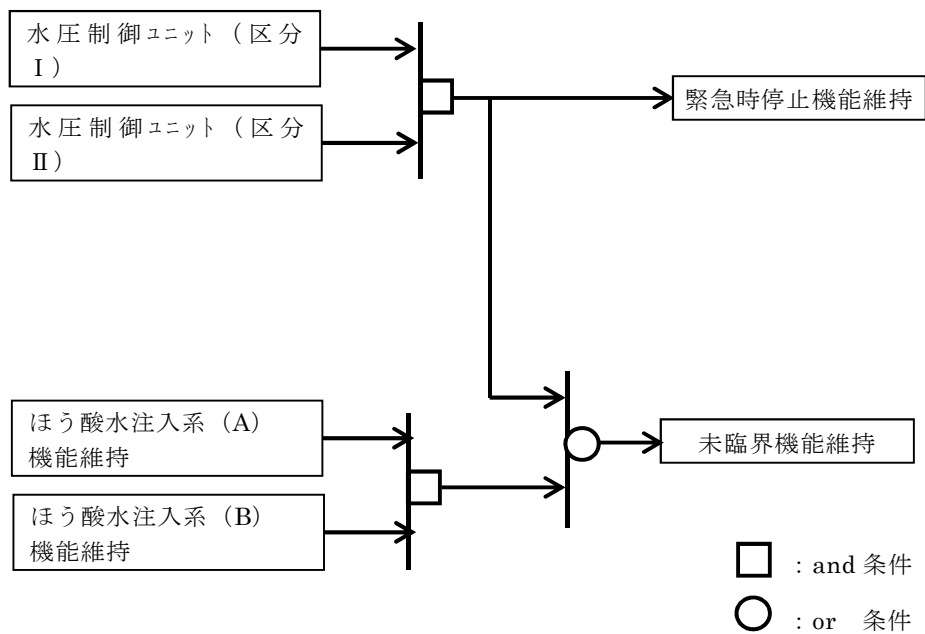 水圧制御ﾕﾆｯﾄ（区分
Ⅰ）
緊急時停止機能維持
水圧制御ﾕﾆｯﾄ（区分
Ⅱ）
ほう酸水注入系（A）
機能維持
未臨界機能維持
ほう酸水注入系（B）
機能維持
：and 条件
：or 条件